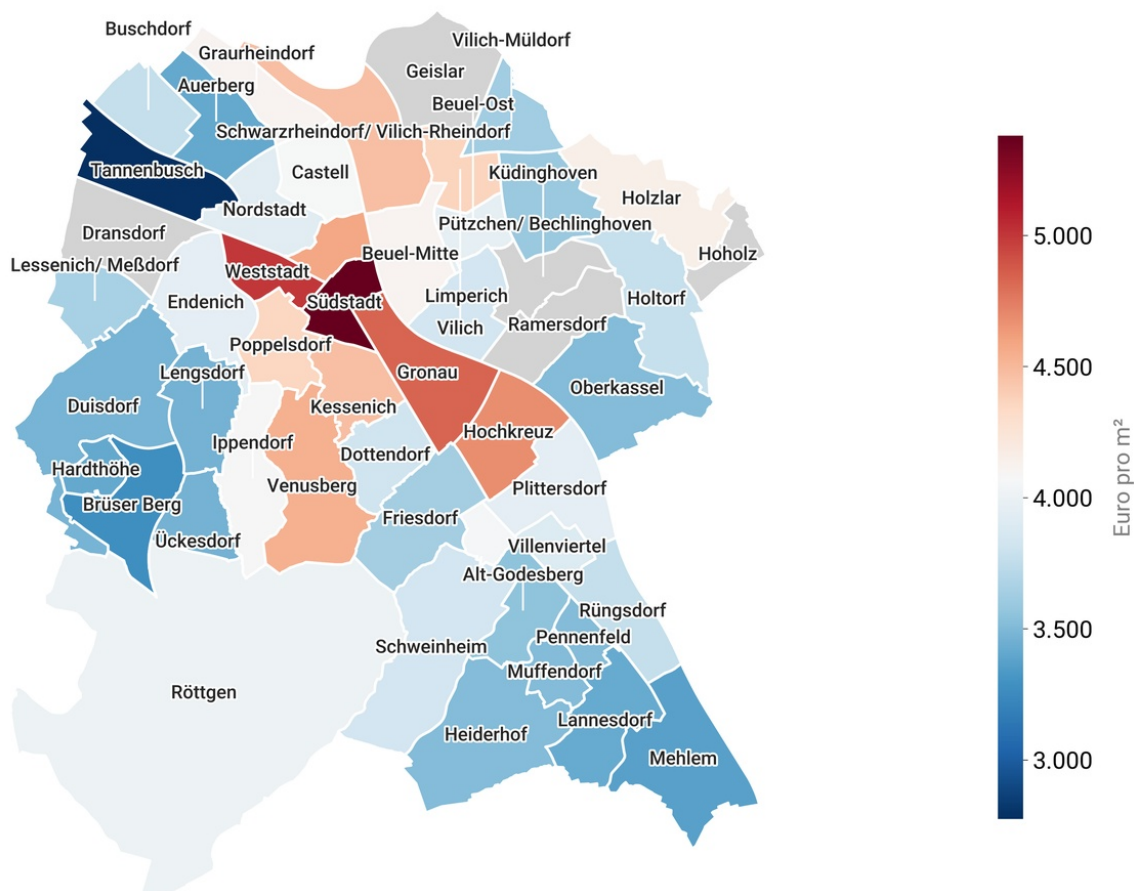 Buschdorf
Vilich-Müldorf
Graurheindorf
Geislar
Auerberg
Beuel-Ost
Schwarzrheindorf/ Vilich-Rheindorf
Tannenbusch
Castell
Küdinghoven
Holzlar
Nordstadt
Pützchen/ Bechlinghoven
Dransdorf
Beuel-Mitte
Hoholz
Lessenich/ Meßdorf
Weststadt
Endenich
Südstadt
Limperich
Holtorf
Vilich
Ramersdorf
Poppelsdorf
Lengsdorf
Gronau
Oberkassel
Duisdorf
Kessenich
Ippendorf
Hochkreuz
Dottendorf
Hardthöhe
Venusberg
Plittersdorf
Brüser Berg
Friesdorf
Ückesdorf
Villenviertel
Alt-Godesberg
Rüngsdorf
Pennenfeld
Schweinheim
Muffendorf
Röttgen
Lannesdorf
Heiderhof
Mehlem
5.000
4.500
4.000
3.500
3.000
Euro pro m²